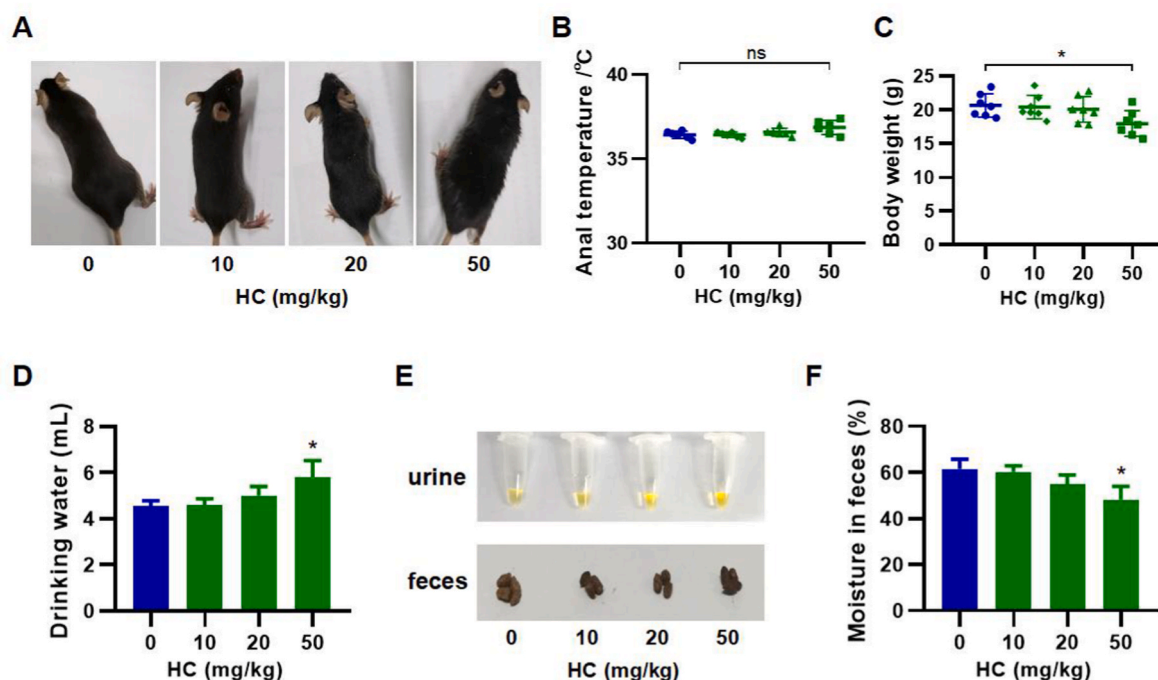 A
0 10 20 50
HC (mg/kg)
B
Anal temperature /°C
ns
40
35
30
0 10 20 50
HC (mg/kg)
C
Body weight (g)
*
25
20
15
10
5
0
0 10 20 50
HC (mg/kg)
D
Drinking water (mL)
8
6
4
2
0
*
0 10 20 50
HC (mg/kg)
E
urine
feces
0 10 20 50
HC (mg/kg)
F
Moisture in feces (%)
80
60
40
20
0
*
0 10 20 50
HC (mg/kg)